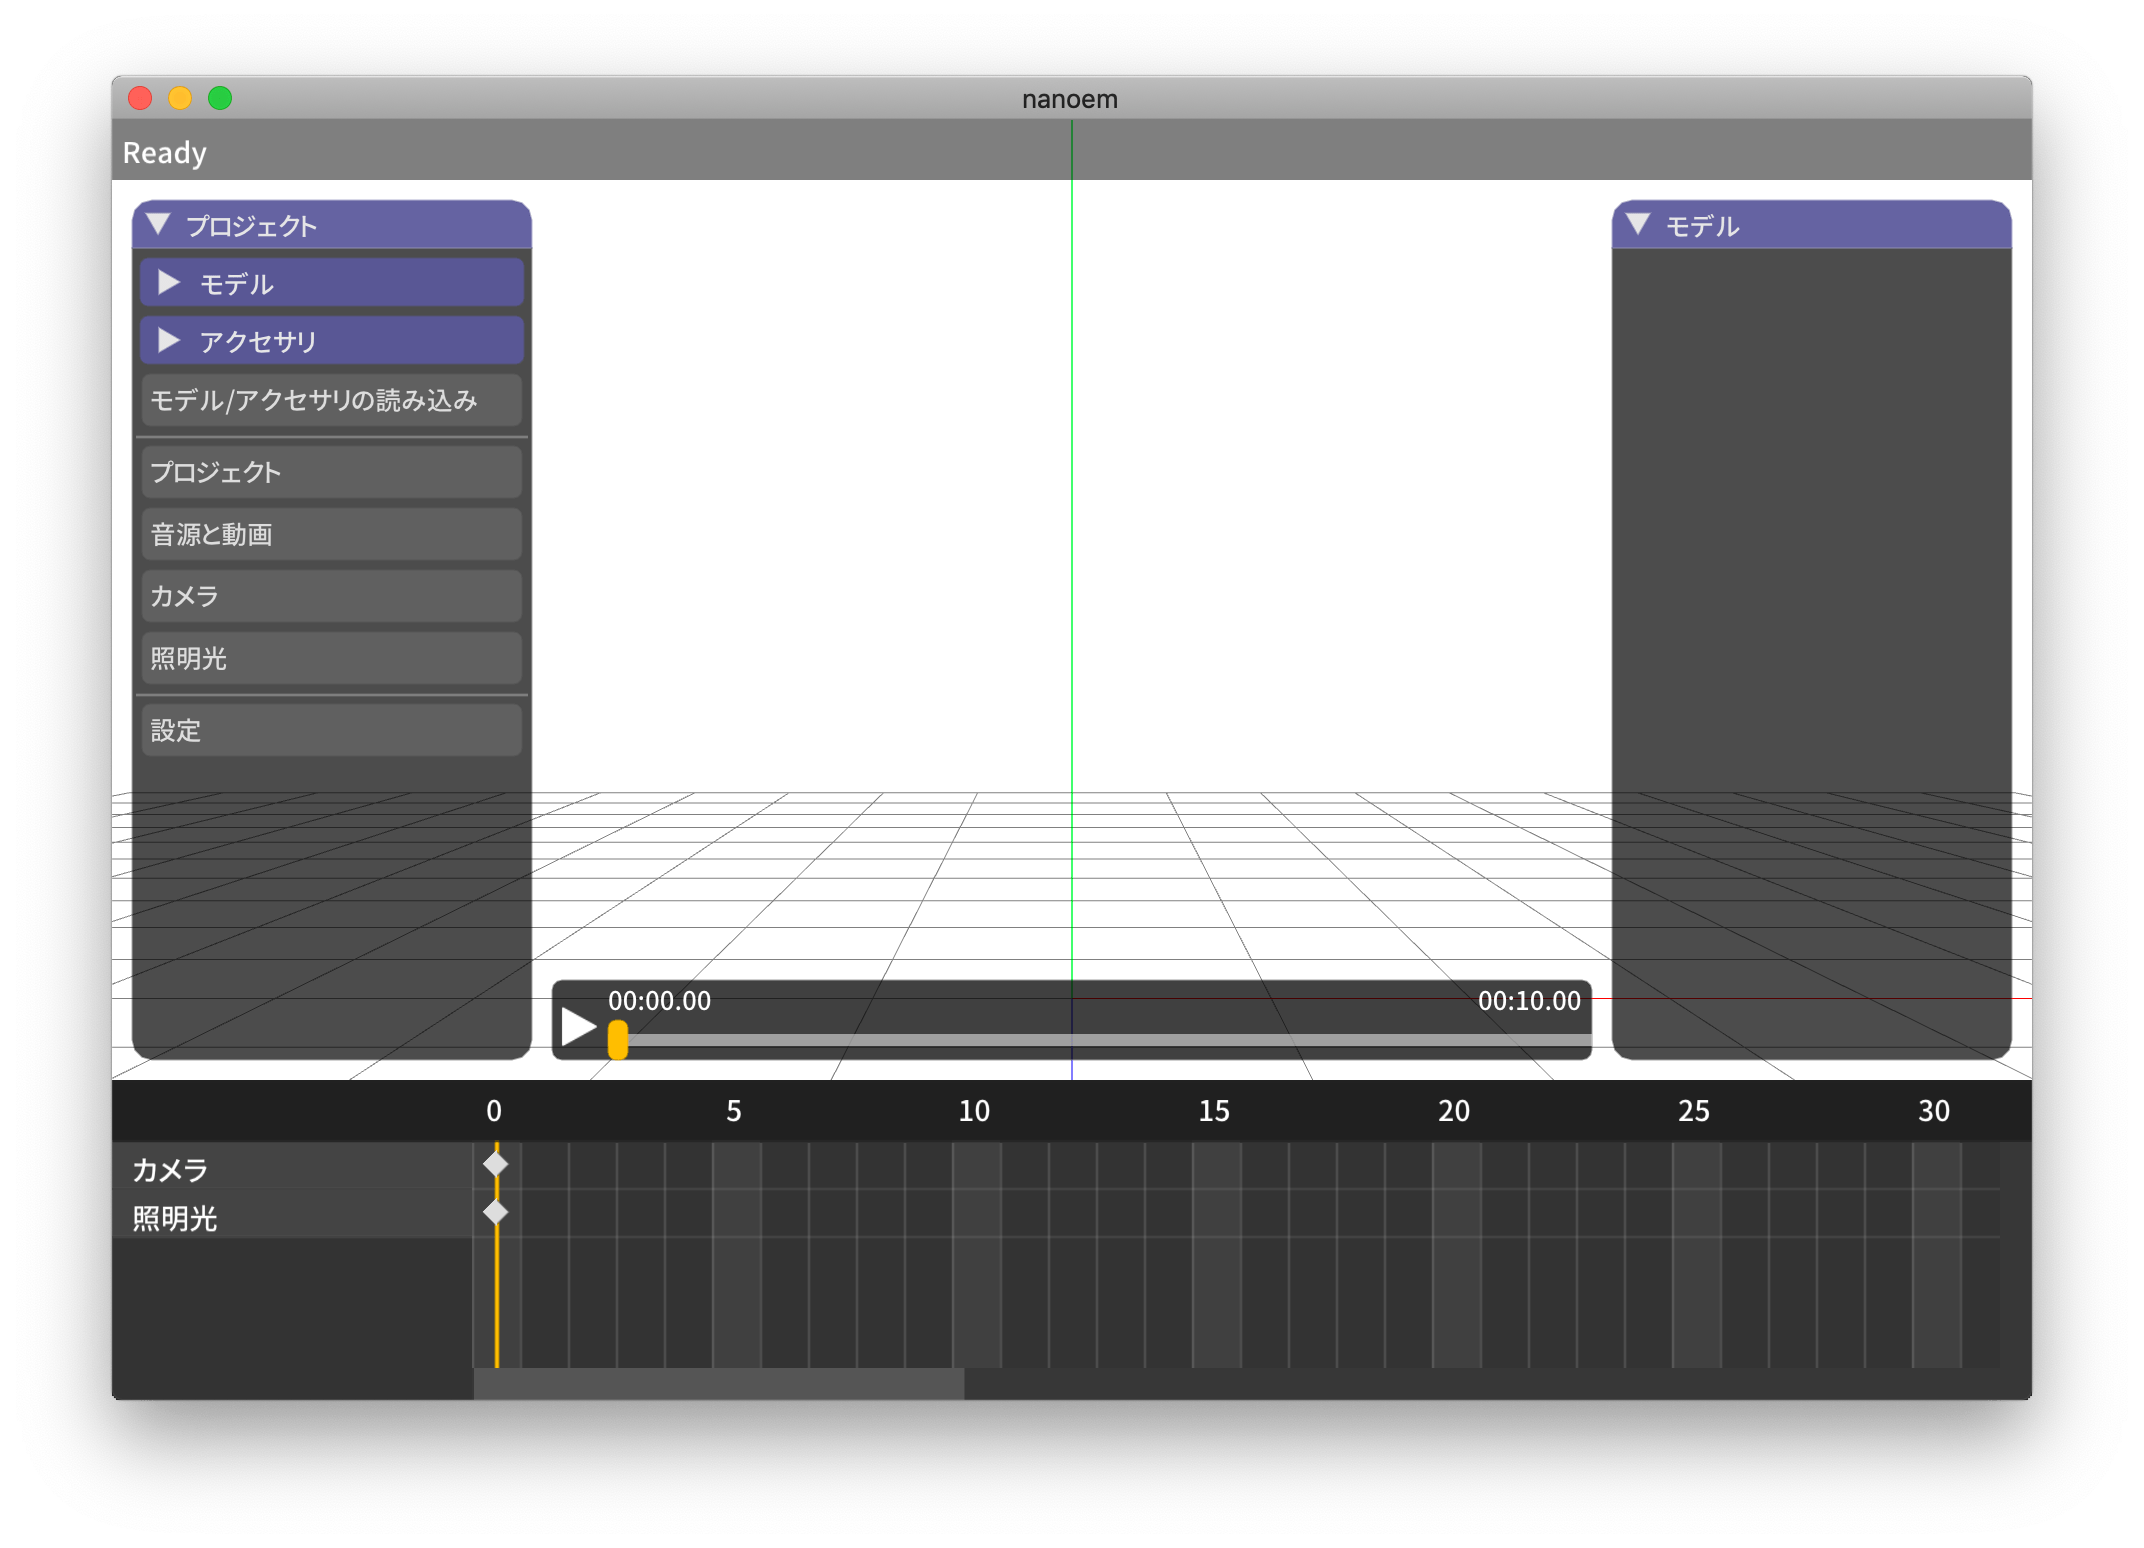 nanoem
Ready
プロジェクト
モデル
アクセサリ
モデル/アクセサリの読み込み
プロジェクト
音源と動画
カメラ
照明光
設定
モデル
00:00.00 00:10.00
0 5 10 15 20 25 30
カメラ
照明光